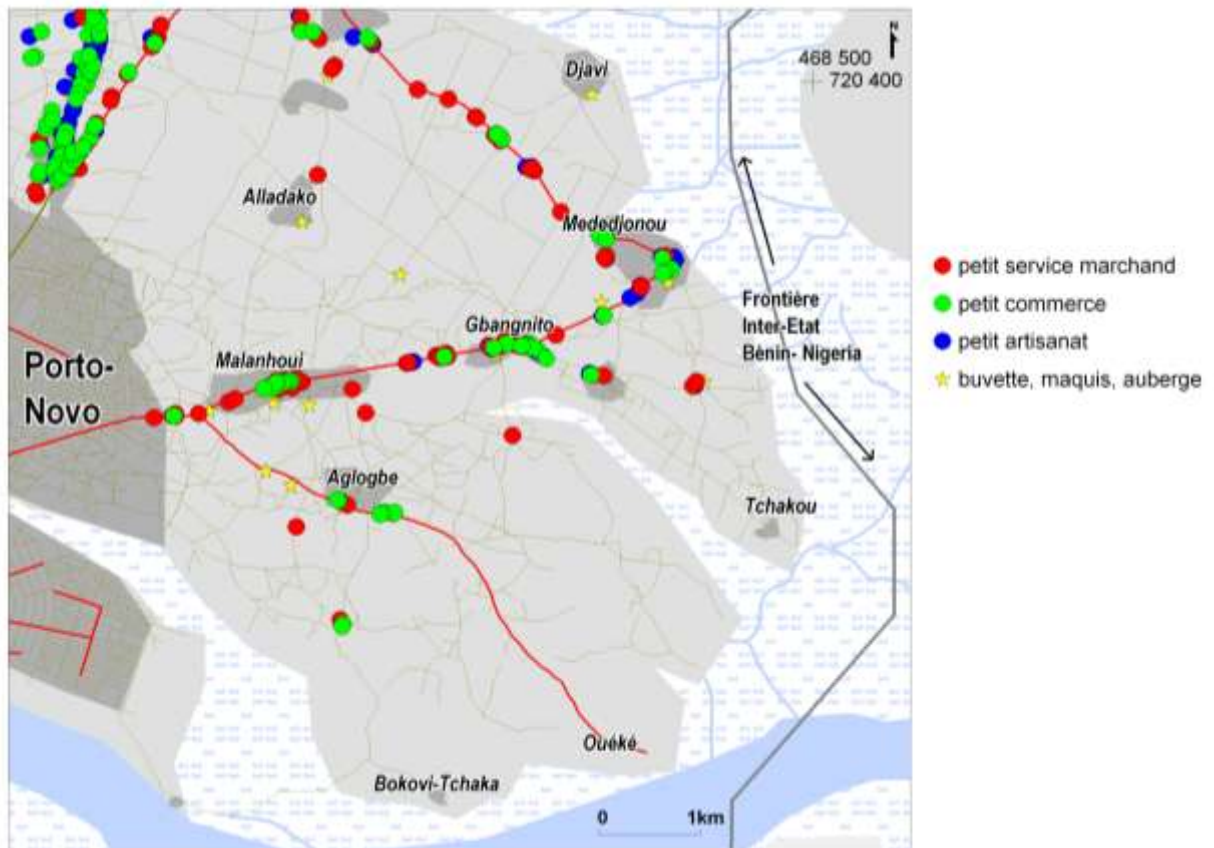 N
468 500
720 400
Djavi
Alladako
Mededjonou
Frontière
Inter-Etat
Bénin- Nigeria
Gbangnito
Malanhoui
Porto-
Novo
Aglogbe
Tchakou
Ouéké
Bokovi-Tchaka
0 1km
petit service marchand
petit commerce
petit artisanat
buvette, maquis, auberge